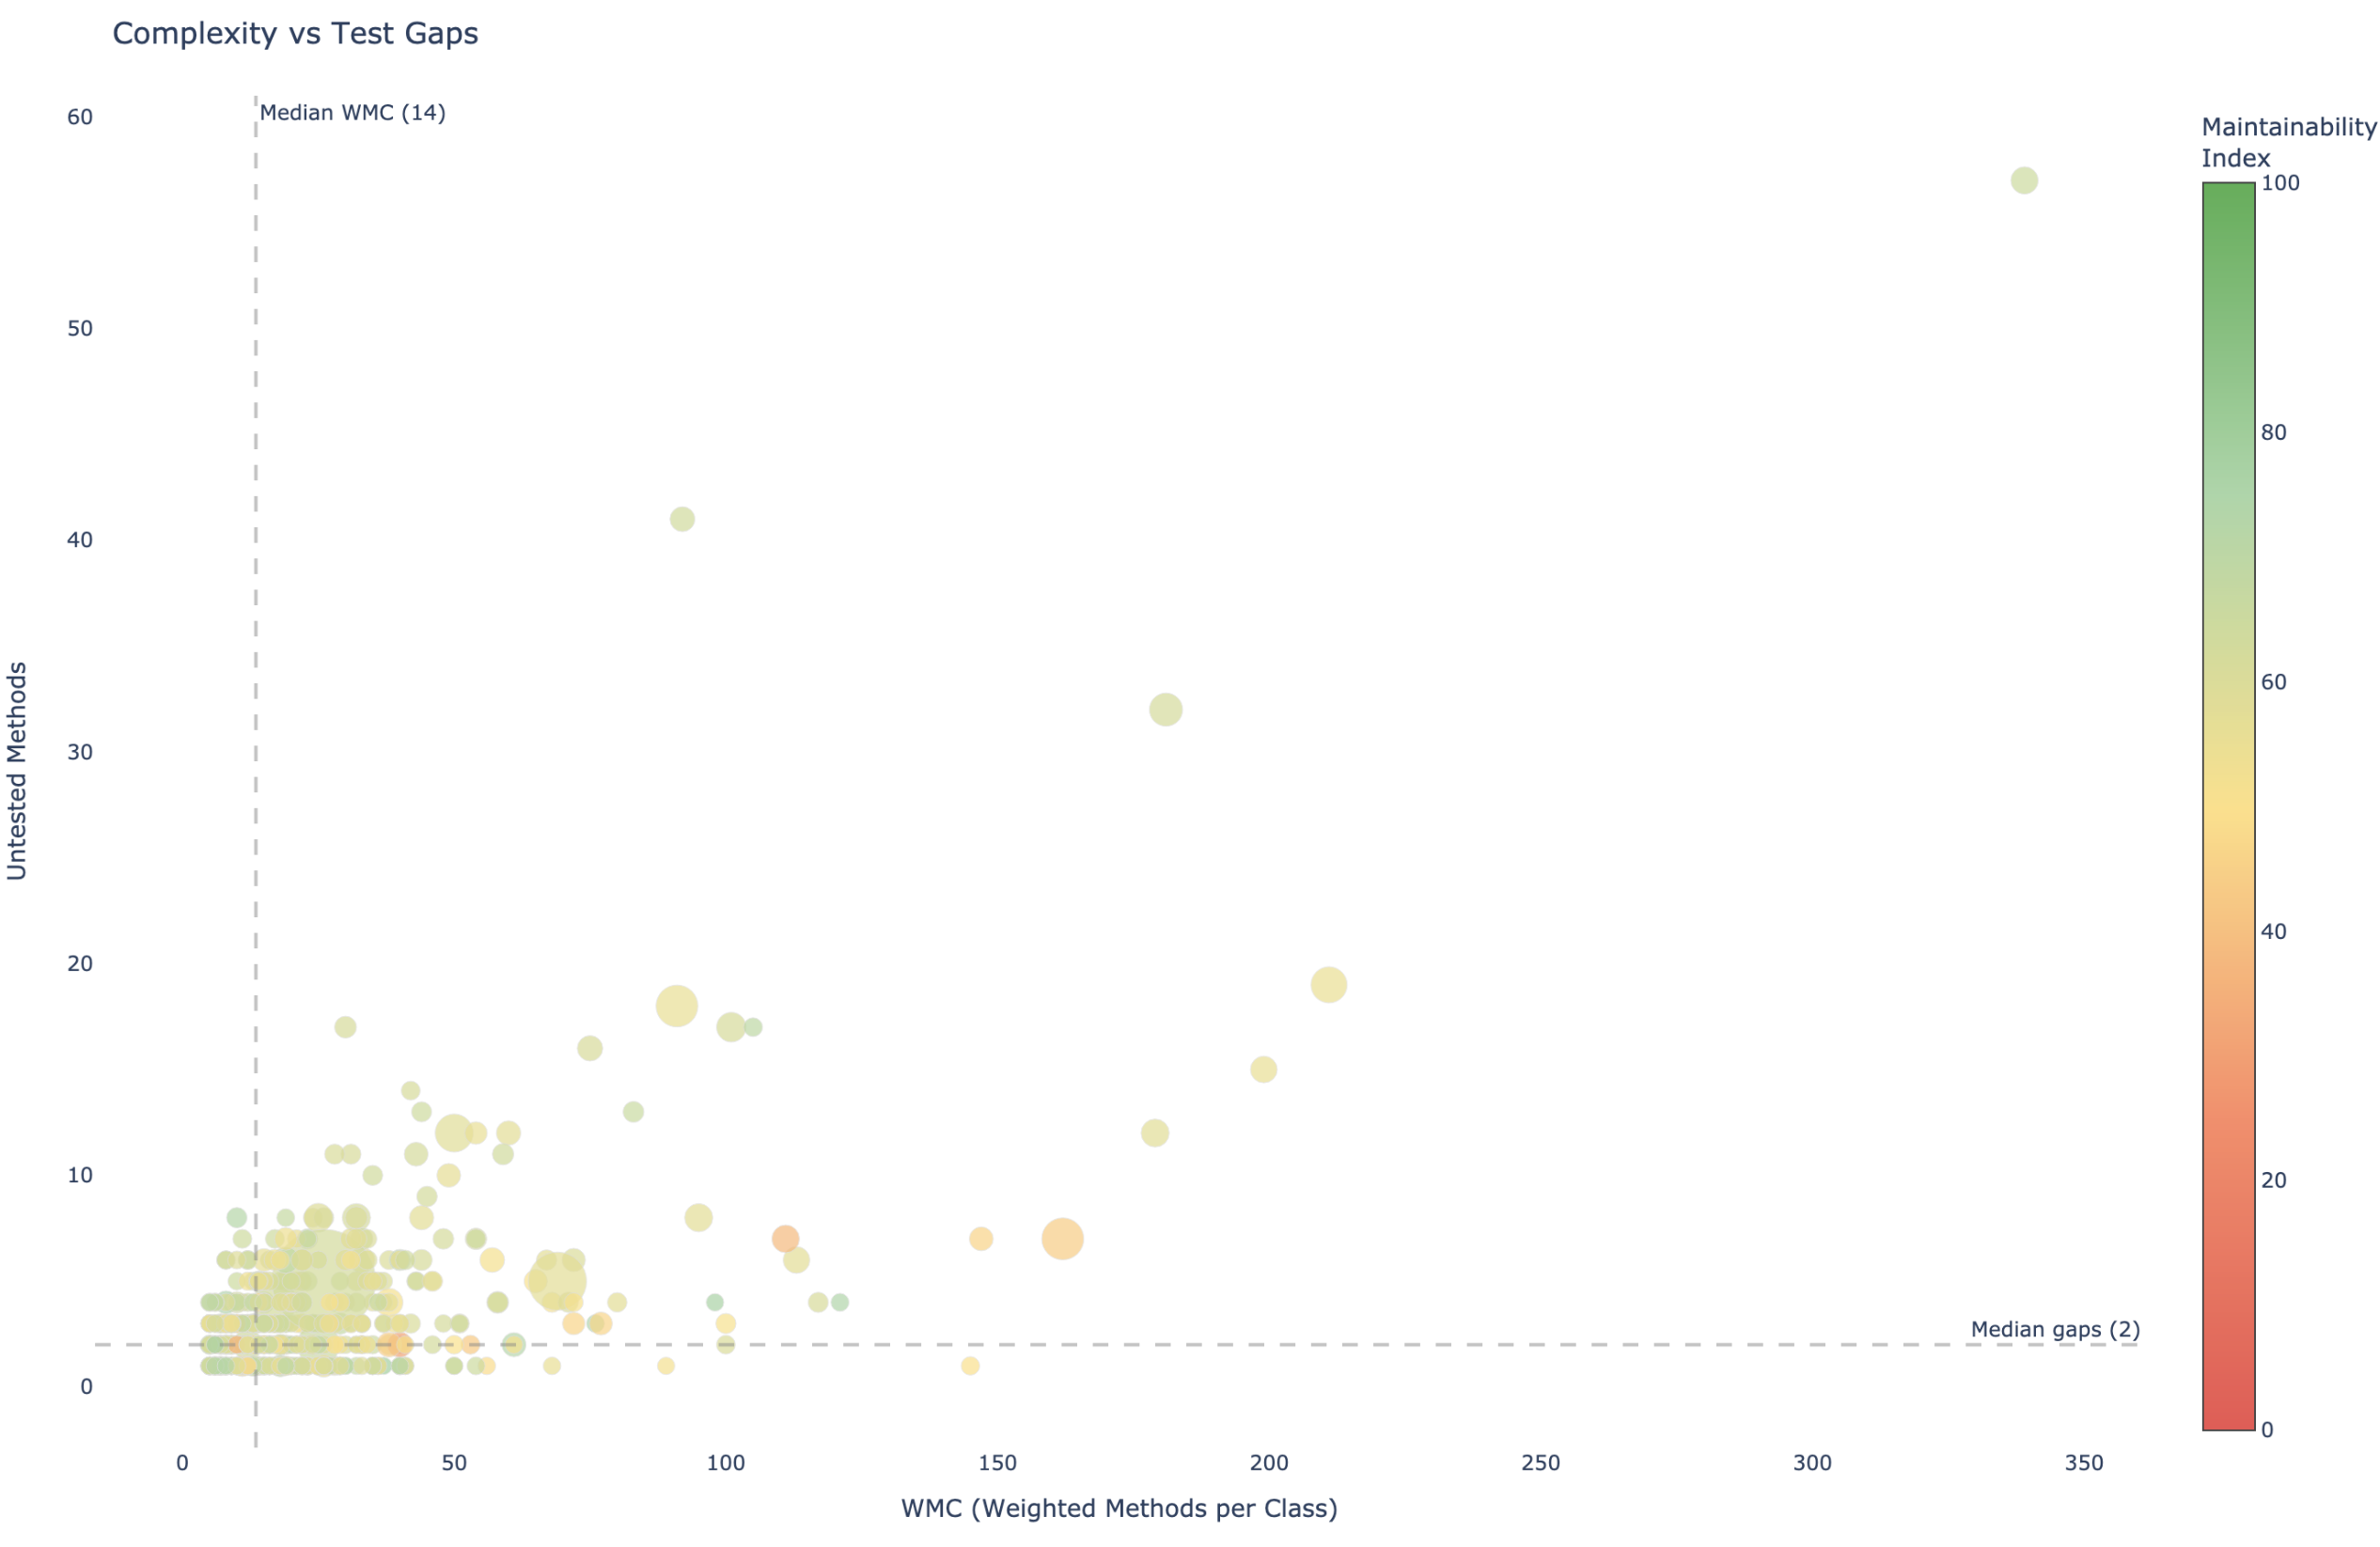 Complexity vs Test Gaps
Median WMC (14)
Maintainability
Index
100
80
60
40
20
0
60
50
40
30
20
10
0
Untested Methods
Median gaps (2)
0 50 100 150 200 250 300 350
WMC (Weighted Methods per Class)